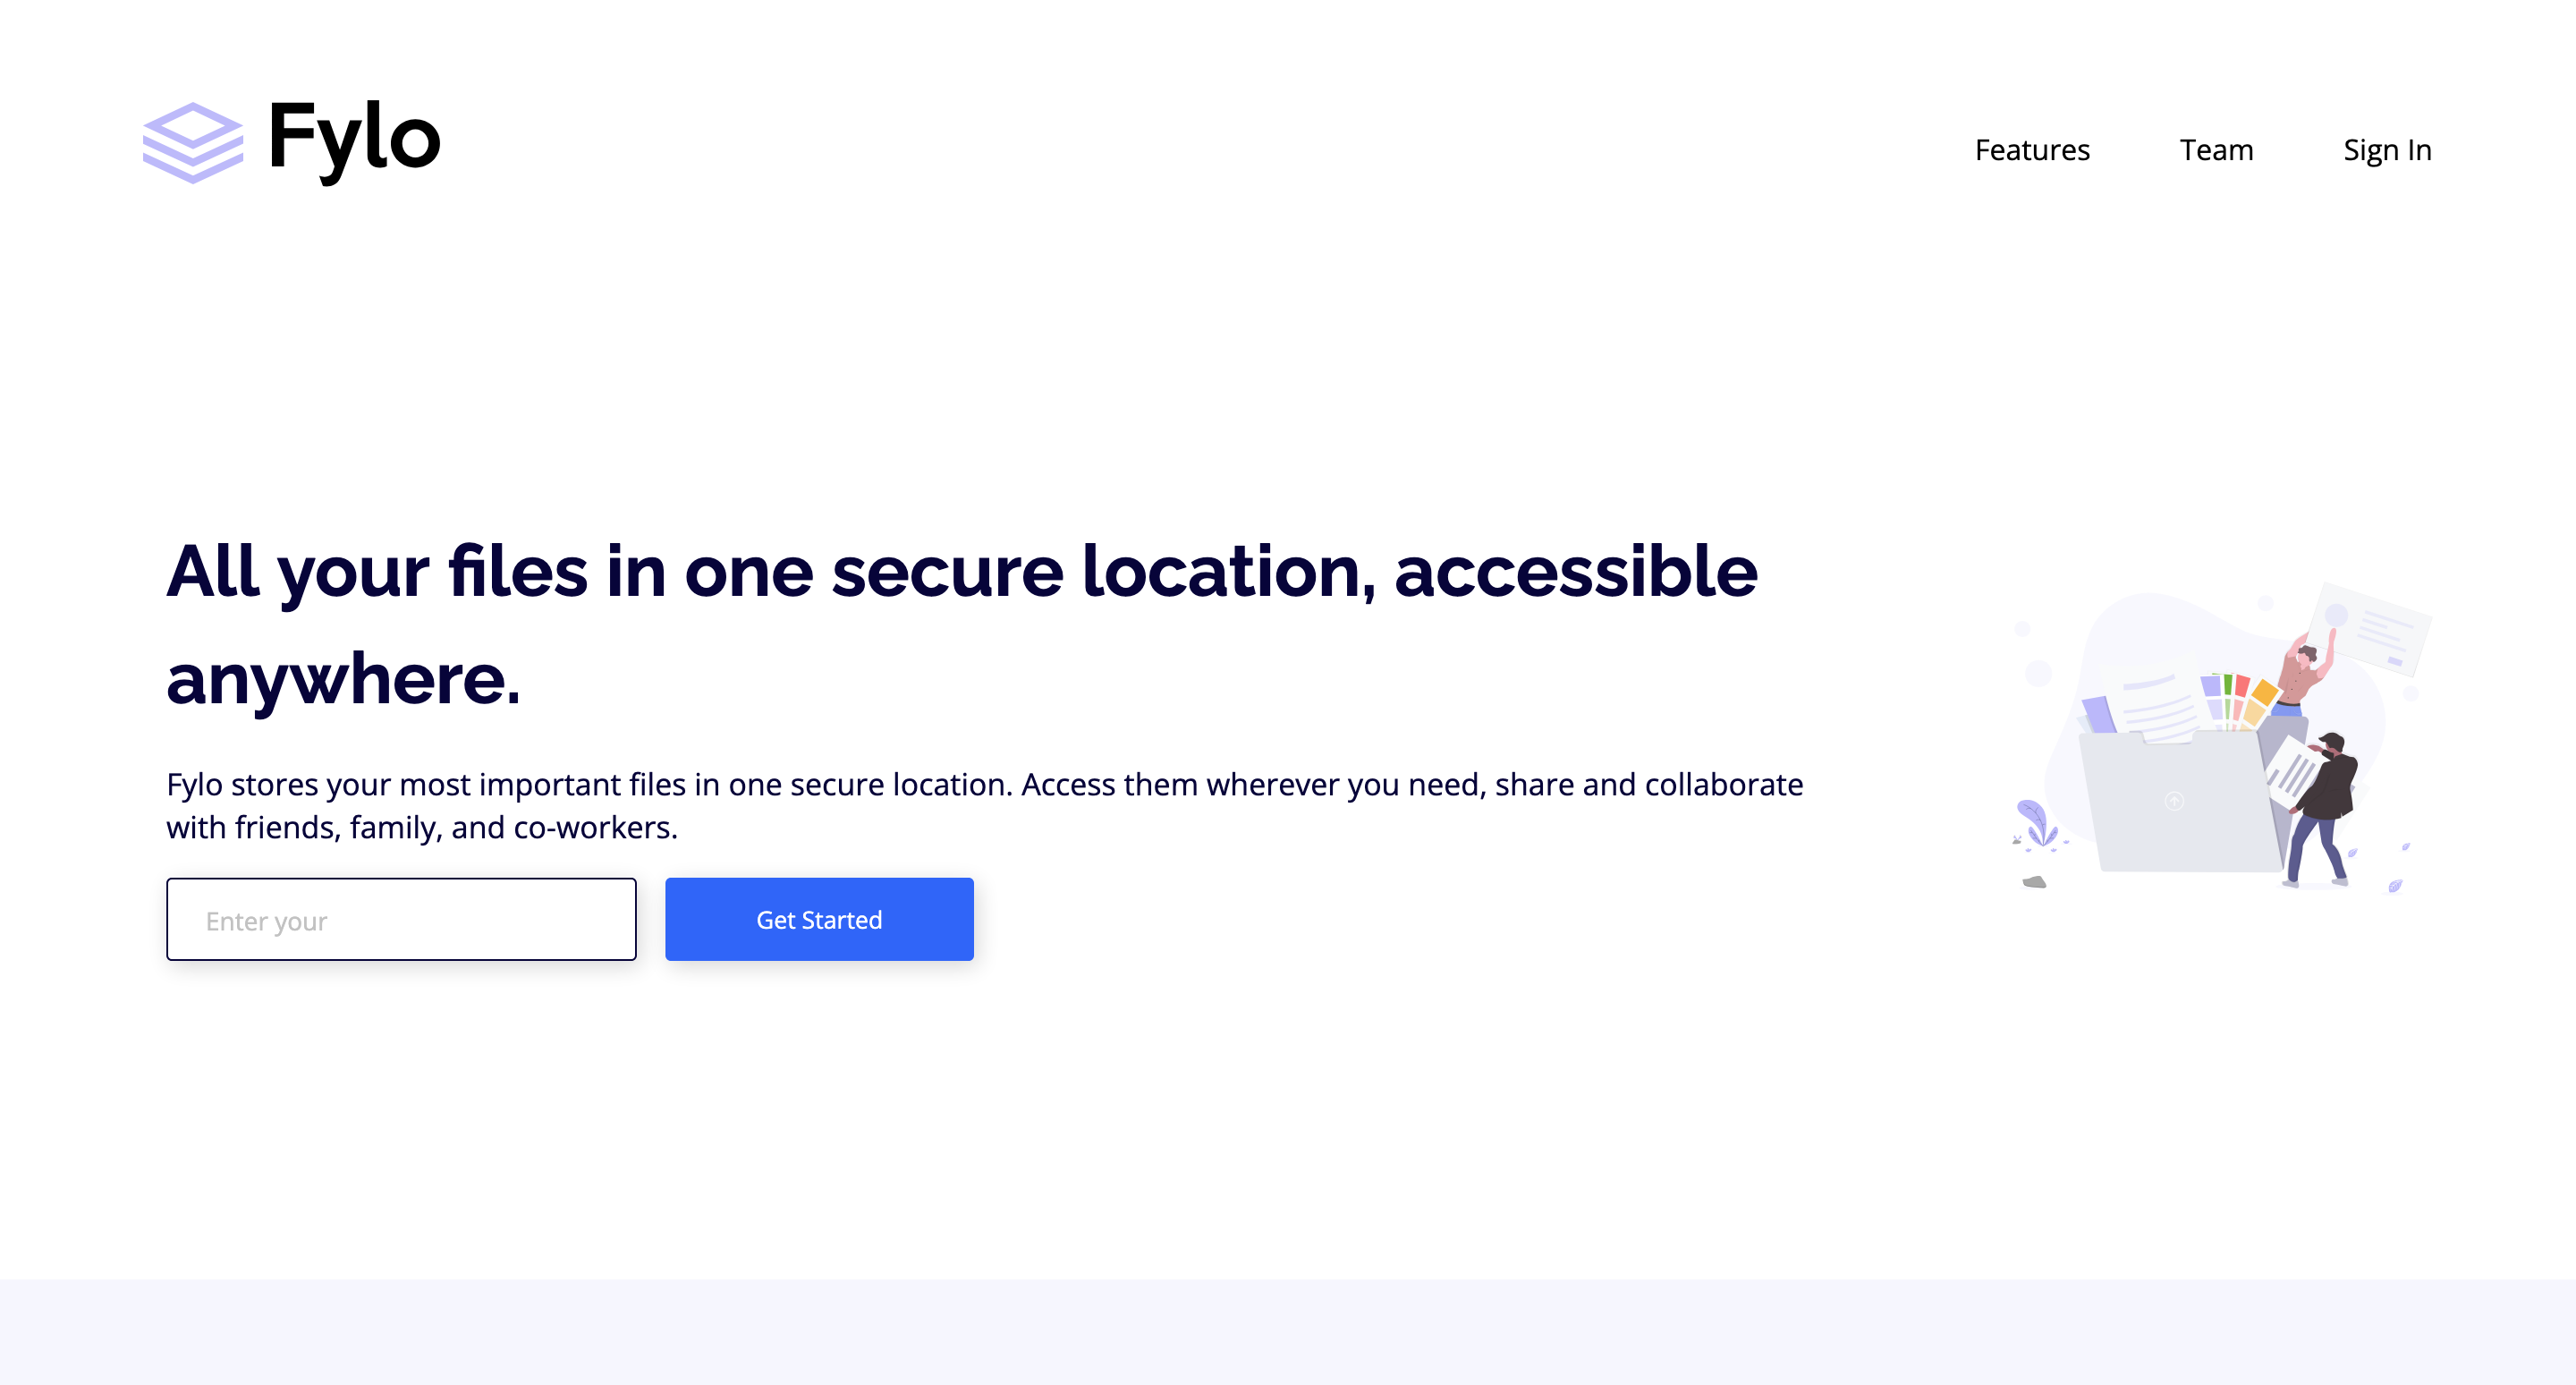 Fylo
Features
Team
Sign In
All your files in one secure location, accessible
anywhere.
Fylo stores your most important files in one secure location. Access them wherever you need, share and collaborate
with friends, family, and co-workers.
Enter your
Get Started